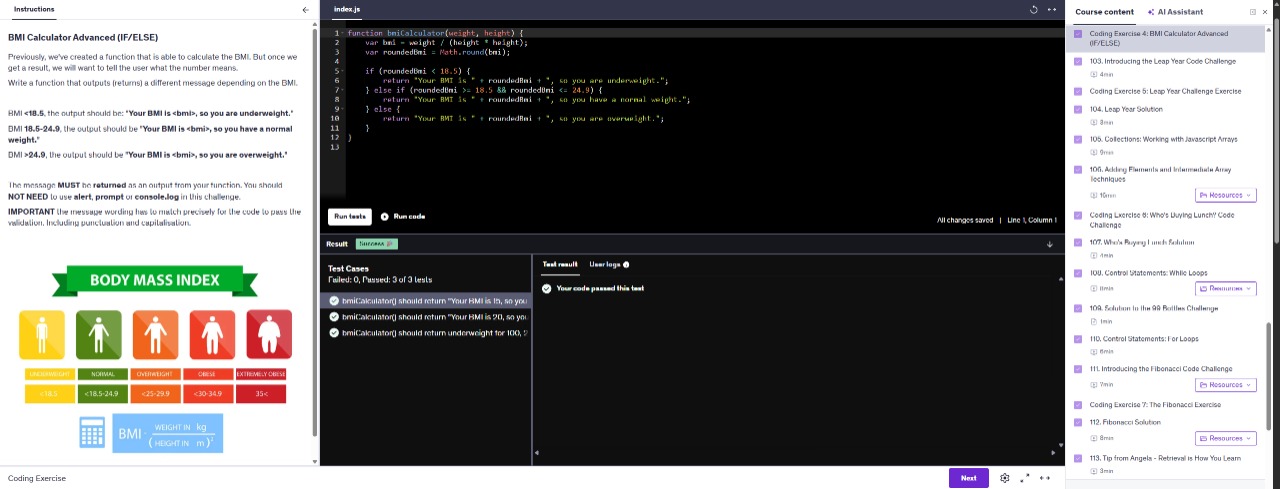 Instructions
BMI Calculator Advanced (IF/ELSE)
Previously, we've created a function that is able to calculate the BMI. But once we
get a result, we will want to tell the user what the number means.
Write a function that outputs (returns) a different message depending on the BMI.
BMI <18.5, the output should be: "Your BMI is <bmi>, so you are underweight."
BMI 18.5-24.9, the output should be "Your BMI is <bmi>, so you have a normal
weight."
BMI >24.9, the output should be "Your BMI is <bmi>, so you are overweight."
The message MUST be returned as an output from your function. You should
NOT NEED to use alert, prompt or console.log in this challenge.
IMPORTANT the message wording has to match precisely for the code to pass the
validation. Including punctuation and capitalisation.
BODY MASS INDEX
UNDERWEIGHT NORMAL OVERWEIGHT OBESE EXTREMELY OBESE
<18.5 <18.5-24.9 <25-29.9 <30-34.9 35<
BMI = WEIGHT IN kg
(HEIGHT IN m)²
Coding Exercise
index.js
1 function bmiCalculator(weight, height) {
2 var bmi = weight / (height * height);
3 var roundedBmi = Math.round(bmi);
4
5 if (roundedBmi < 18.5) {
6 return "Your BMI is " + roundedBmi + ", so you are underweight.";
7 } else if (roundedBmi >= 18.5 && roundedBmi <= 24.9) {
8 return "Your BMI is " + roundedBmi + ", so you have a normal weight.";
9 } else {
10 return "Your BMI is " + roundedBmi + ", so you are overweight.";
11 }
12 }
13
Run tests Run code
All changes saved | Line 1, Column 1
Result Success
Test Cases
Failed: 0, Passed: 3 of 3 tests
bmiCalculator() should return "Your BMI is 15, so you
bmiCalculator() should return "Your BMI is 20, so you
bmiCalculator() should return underweight for 100, 2
Test result User logs
Your code passed this test
Next
Course content AI Assistant
Coding Exercise 4: BMI Calculator Advanced
(IF/ELSE)
103. Introducing the Leap Year Code Challenge
4min
Coding Exercise 5: Leap Year Challenge Exercise
104. Leap Year Solution
3min
105. Collections: Working with Javascript Arrays
9min
106. Adding Elements and Intermediate Array
Techniques
Resources
Coding Exercise 6: Who's Buying Lunch? Code
Challenge
107. Who's Buying Lunch Solution
4min
108. Control Statements: While Loops
8min
Resources
109. Solution to the 99 Bottles Challenge
1min
110. Control Statements: For Loops
6min
111. Introducing the Fibonacci Code Challenge
7min
Resources
Coding Exercise 7: The Fibonacci Exercise
112. Fibonacci Solution
8min
Resources
113. Tip from Angela - Retrieval is How You Learn
3min